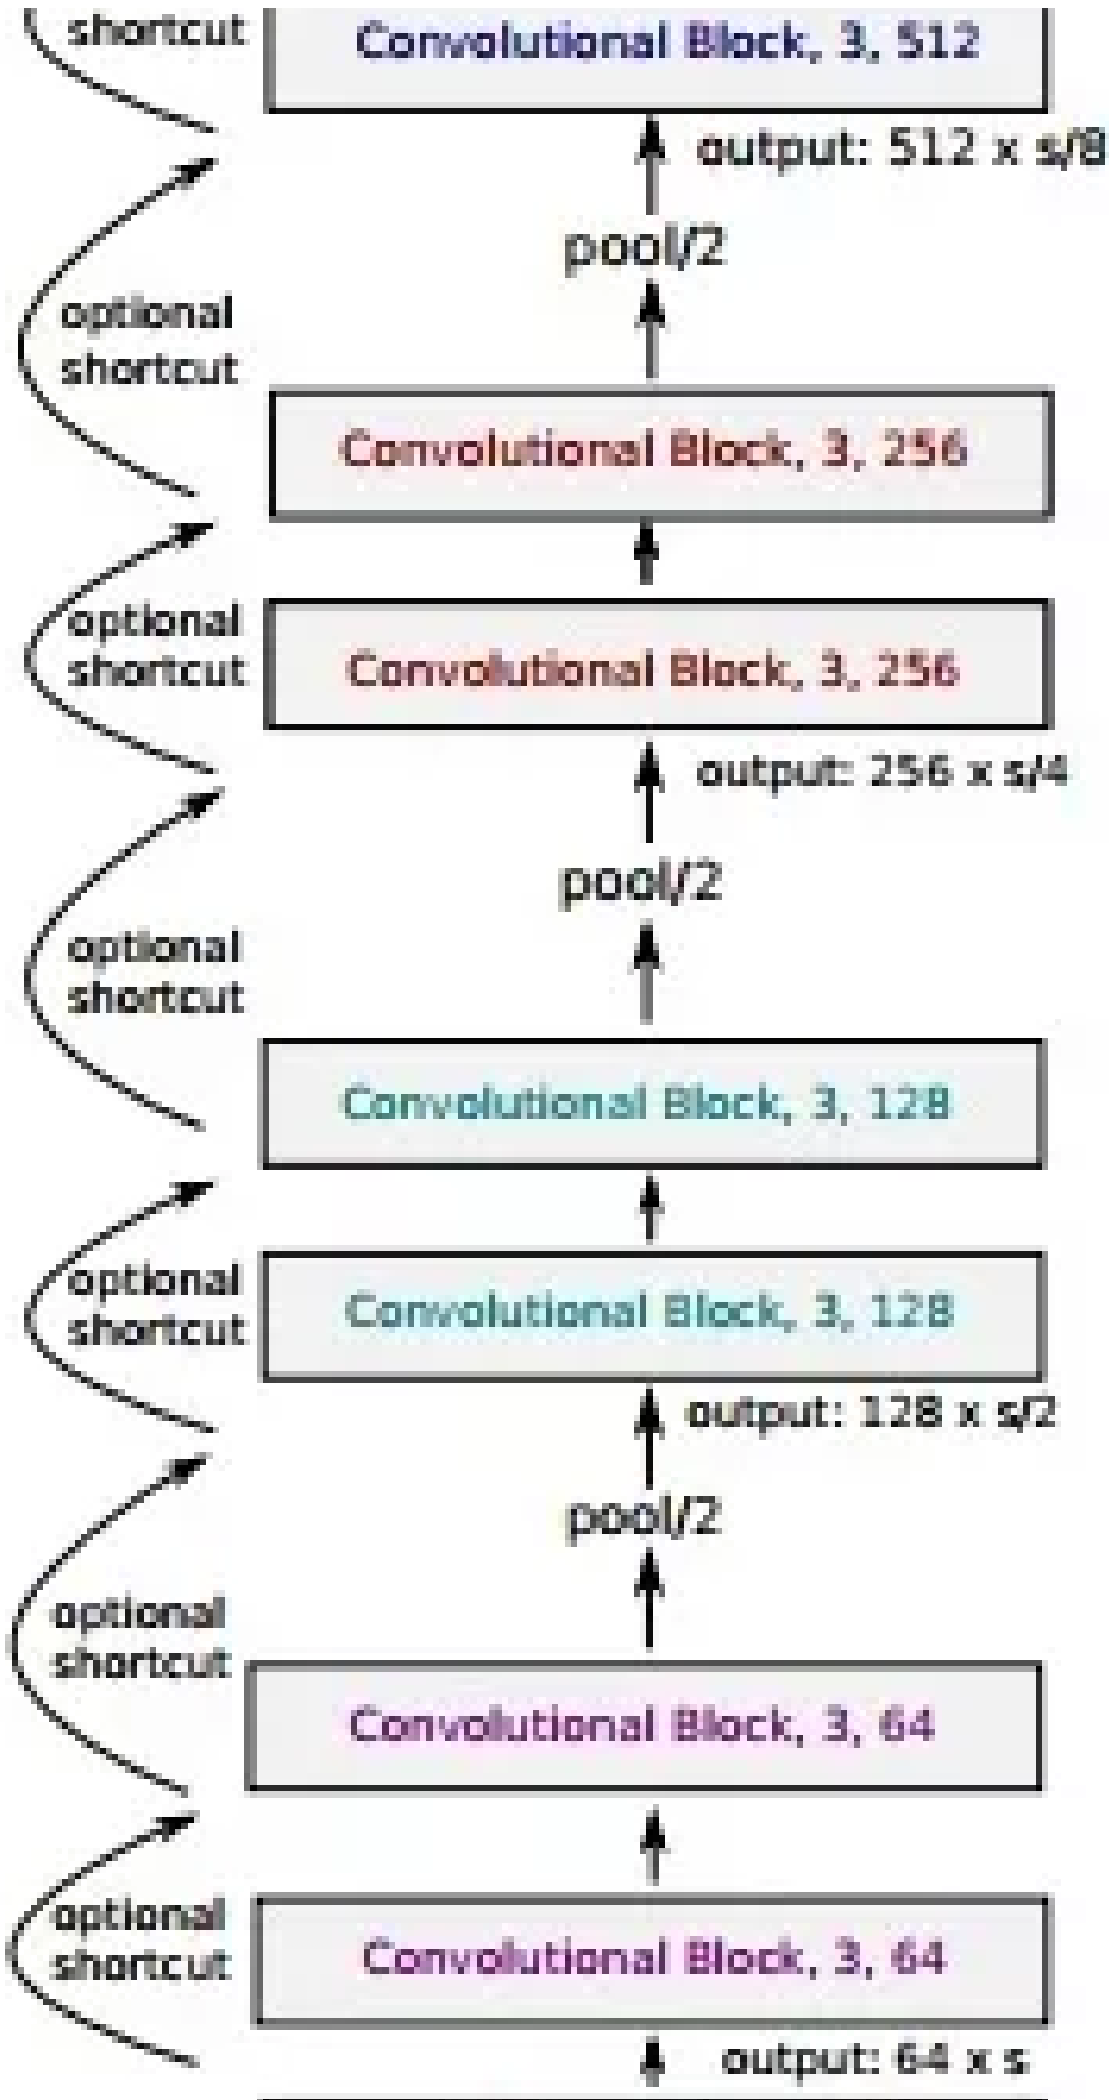 shortcut
Convolutional Block, 3, 512
output: 512 x s/8
pool/2
optional
shortcut
Convolutional Block, 3, 256
optional
shortcut
Convolutional Block, 3, 256
output: 256 x s/4
pool/2
optional
shortcut
Convolutional Block, 3, 128
optional
shortcut
Convolutional Block, 3, 128
output: 128 x s/2
pool/2
optional
shortcut
Convolutional Block, 3, 64
optional
shortcut
Convolutional Block, 3, 64
output: 64 x s